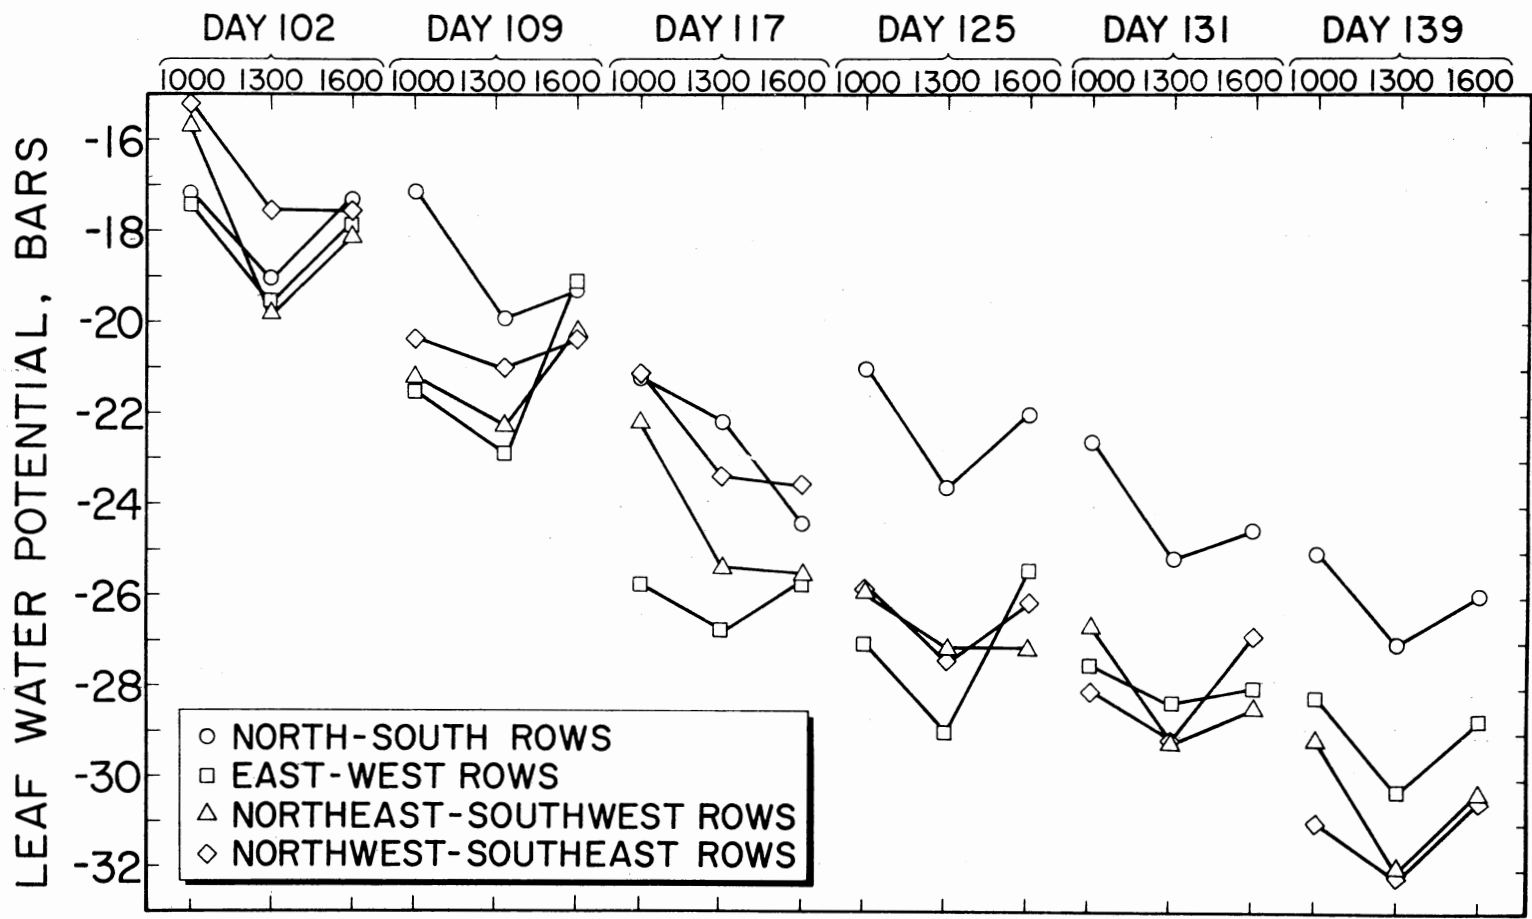 DAY 102 DAY 109 DAY 117 DAY 125 DAY 131 DAY 139
1000 1300 1600 1000 1300 1600 1000 1300 1600 1000 1300 1600 1000 1300 1600 1000 1300 1600
LEAF WATER POTENTIAL, BARS
-16
-18
-20
-22
-24
-26
-28
-30
-32
NORTH-SOUTH ROWS
EAST-WEST ROWS
NORTHEAST-SOUTHWEST ROWS
NORTHWEST-SOUTHEAST ROWS